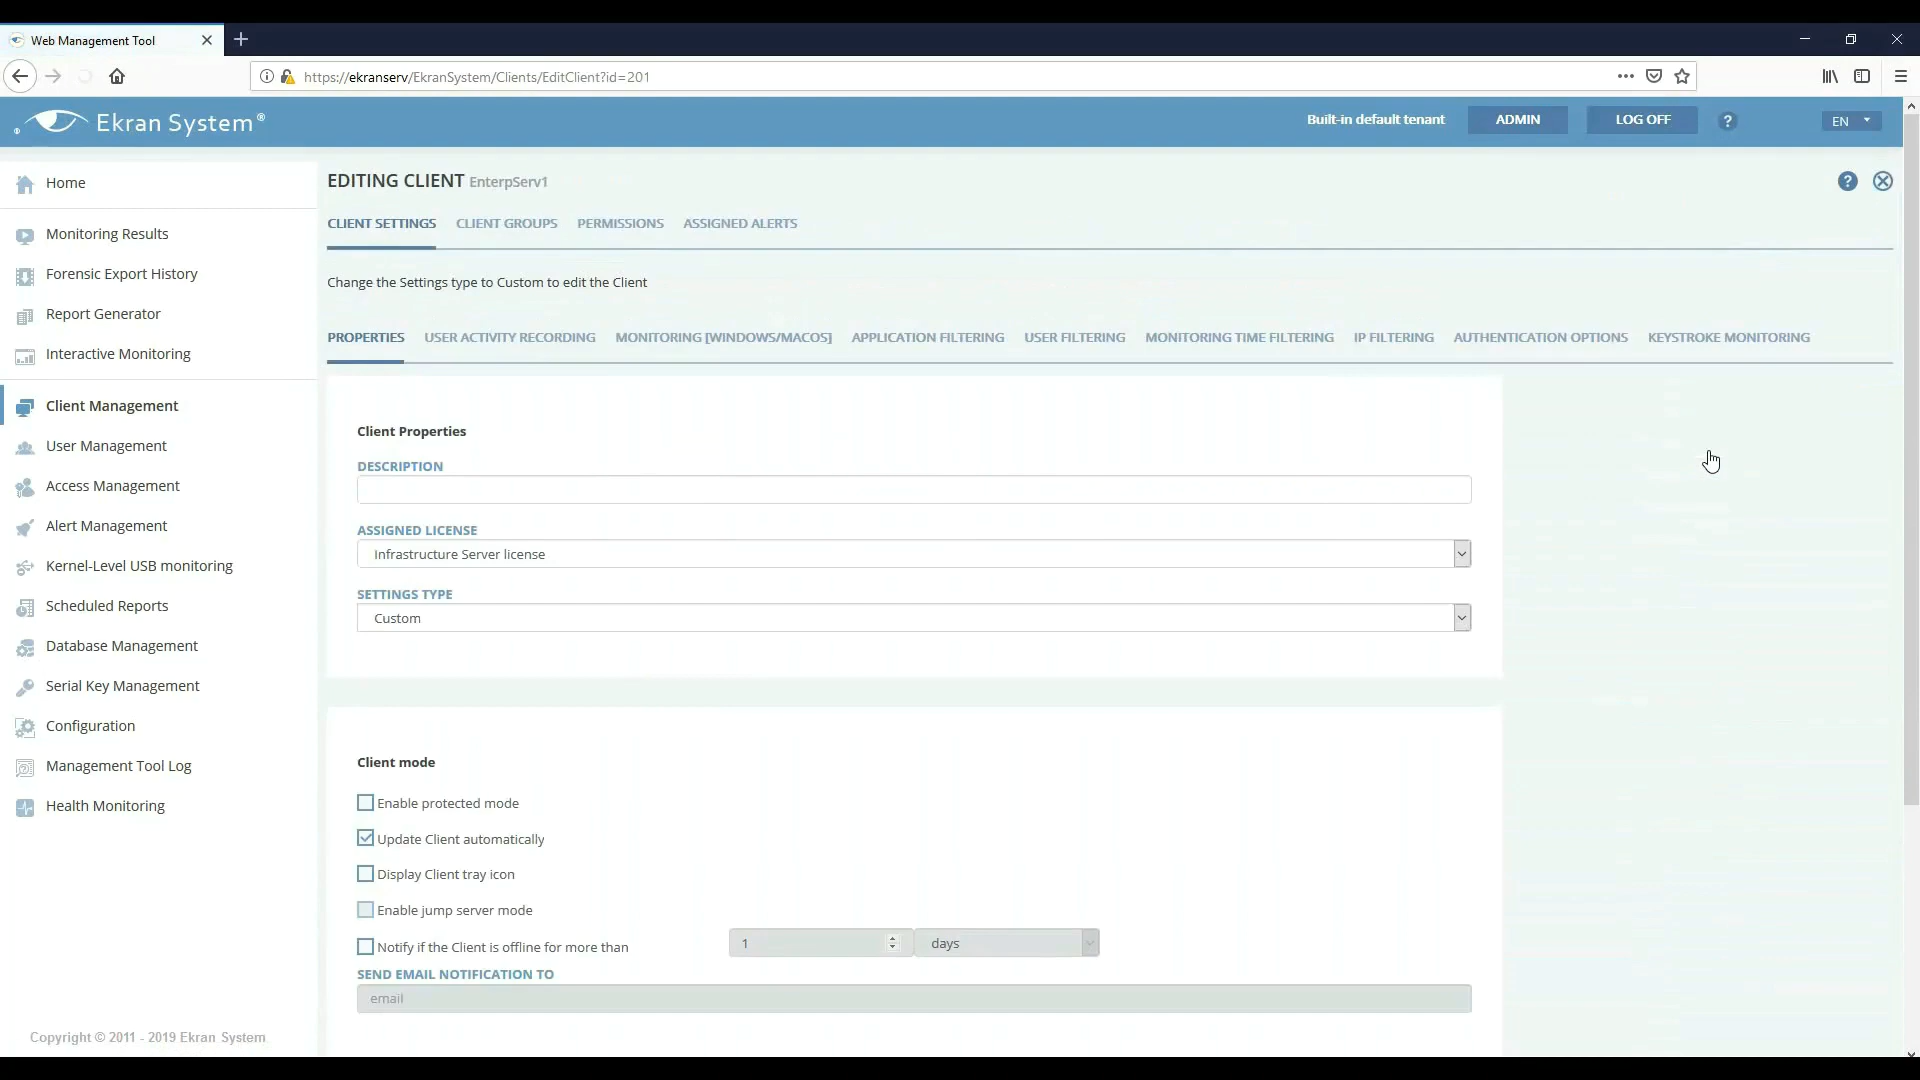 Web Management Tool
https://ekranserv/EkranSystem/Clients/EditClient?id=201
Ekran System®
Built-in default tenant
ADMIN
LOG OFF
?
EN
Home
Monitoring Results
Forensic Export History
Report Generator
Interactive Monitoring
Client Management
User Management
Access Management
Alert Management
Kernel-Level USB monitoring
Scheduled Reports
Database Management
Serial Key Management
Configuration
Management Tool Log
Health Monitoring
Copyright © 2011 - 2019 Ekran System
EDITING CLIENT EnterpServ1
?
CLIENT SETTINGS CLIENT GROUPS PERMISSIONS ASSIGNED ALERTS
Change the Settings type to Custom to edit the Client
PROPERTIES USER ACTIVITY RECORDING MONITORING [WINDOWS/MACOS] APPLICATION FILTERING USER FILTERING MONITORING TIME FILTERING IP FILTERING AUTHENTICATION OPTIONS KEYSTROKE MONITORING
Client Properties
DESCRIPTION
ASSIGNED LICENSE
Infrastructure Server license
SETTINGS TYPE
Custom
Client mode
Enable protected mode
Update Client automatically
Display Client tray icon
Enable jump server mode
Notify if the Client is offline for more than 1 days
SEND EMAIL NOTIFICATION TO
email